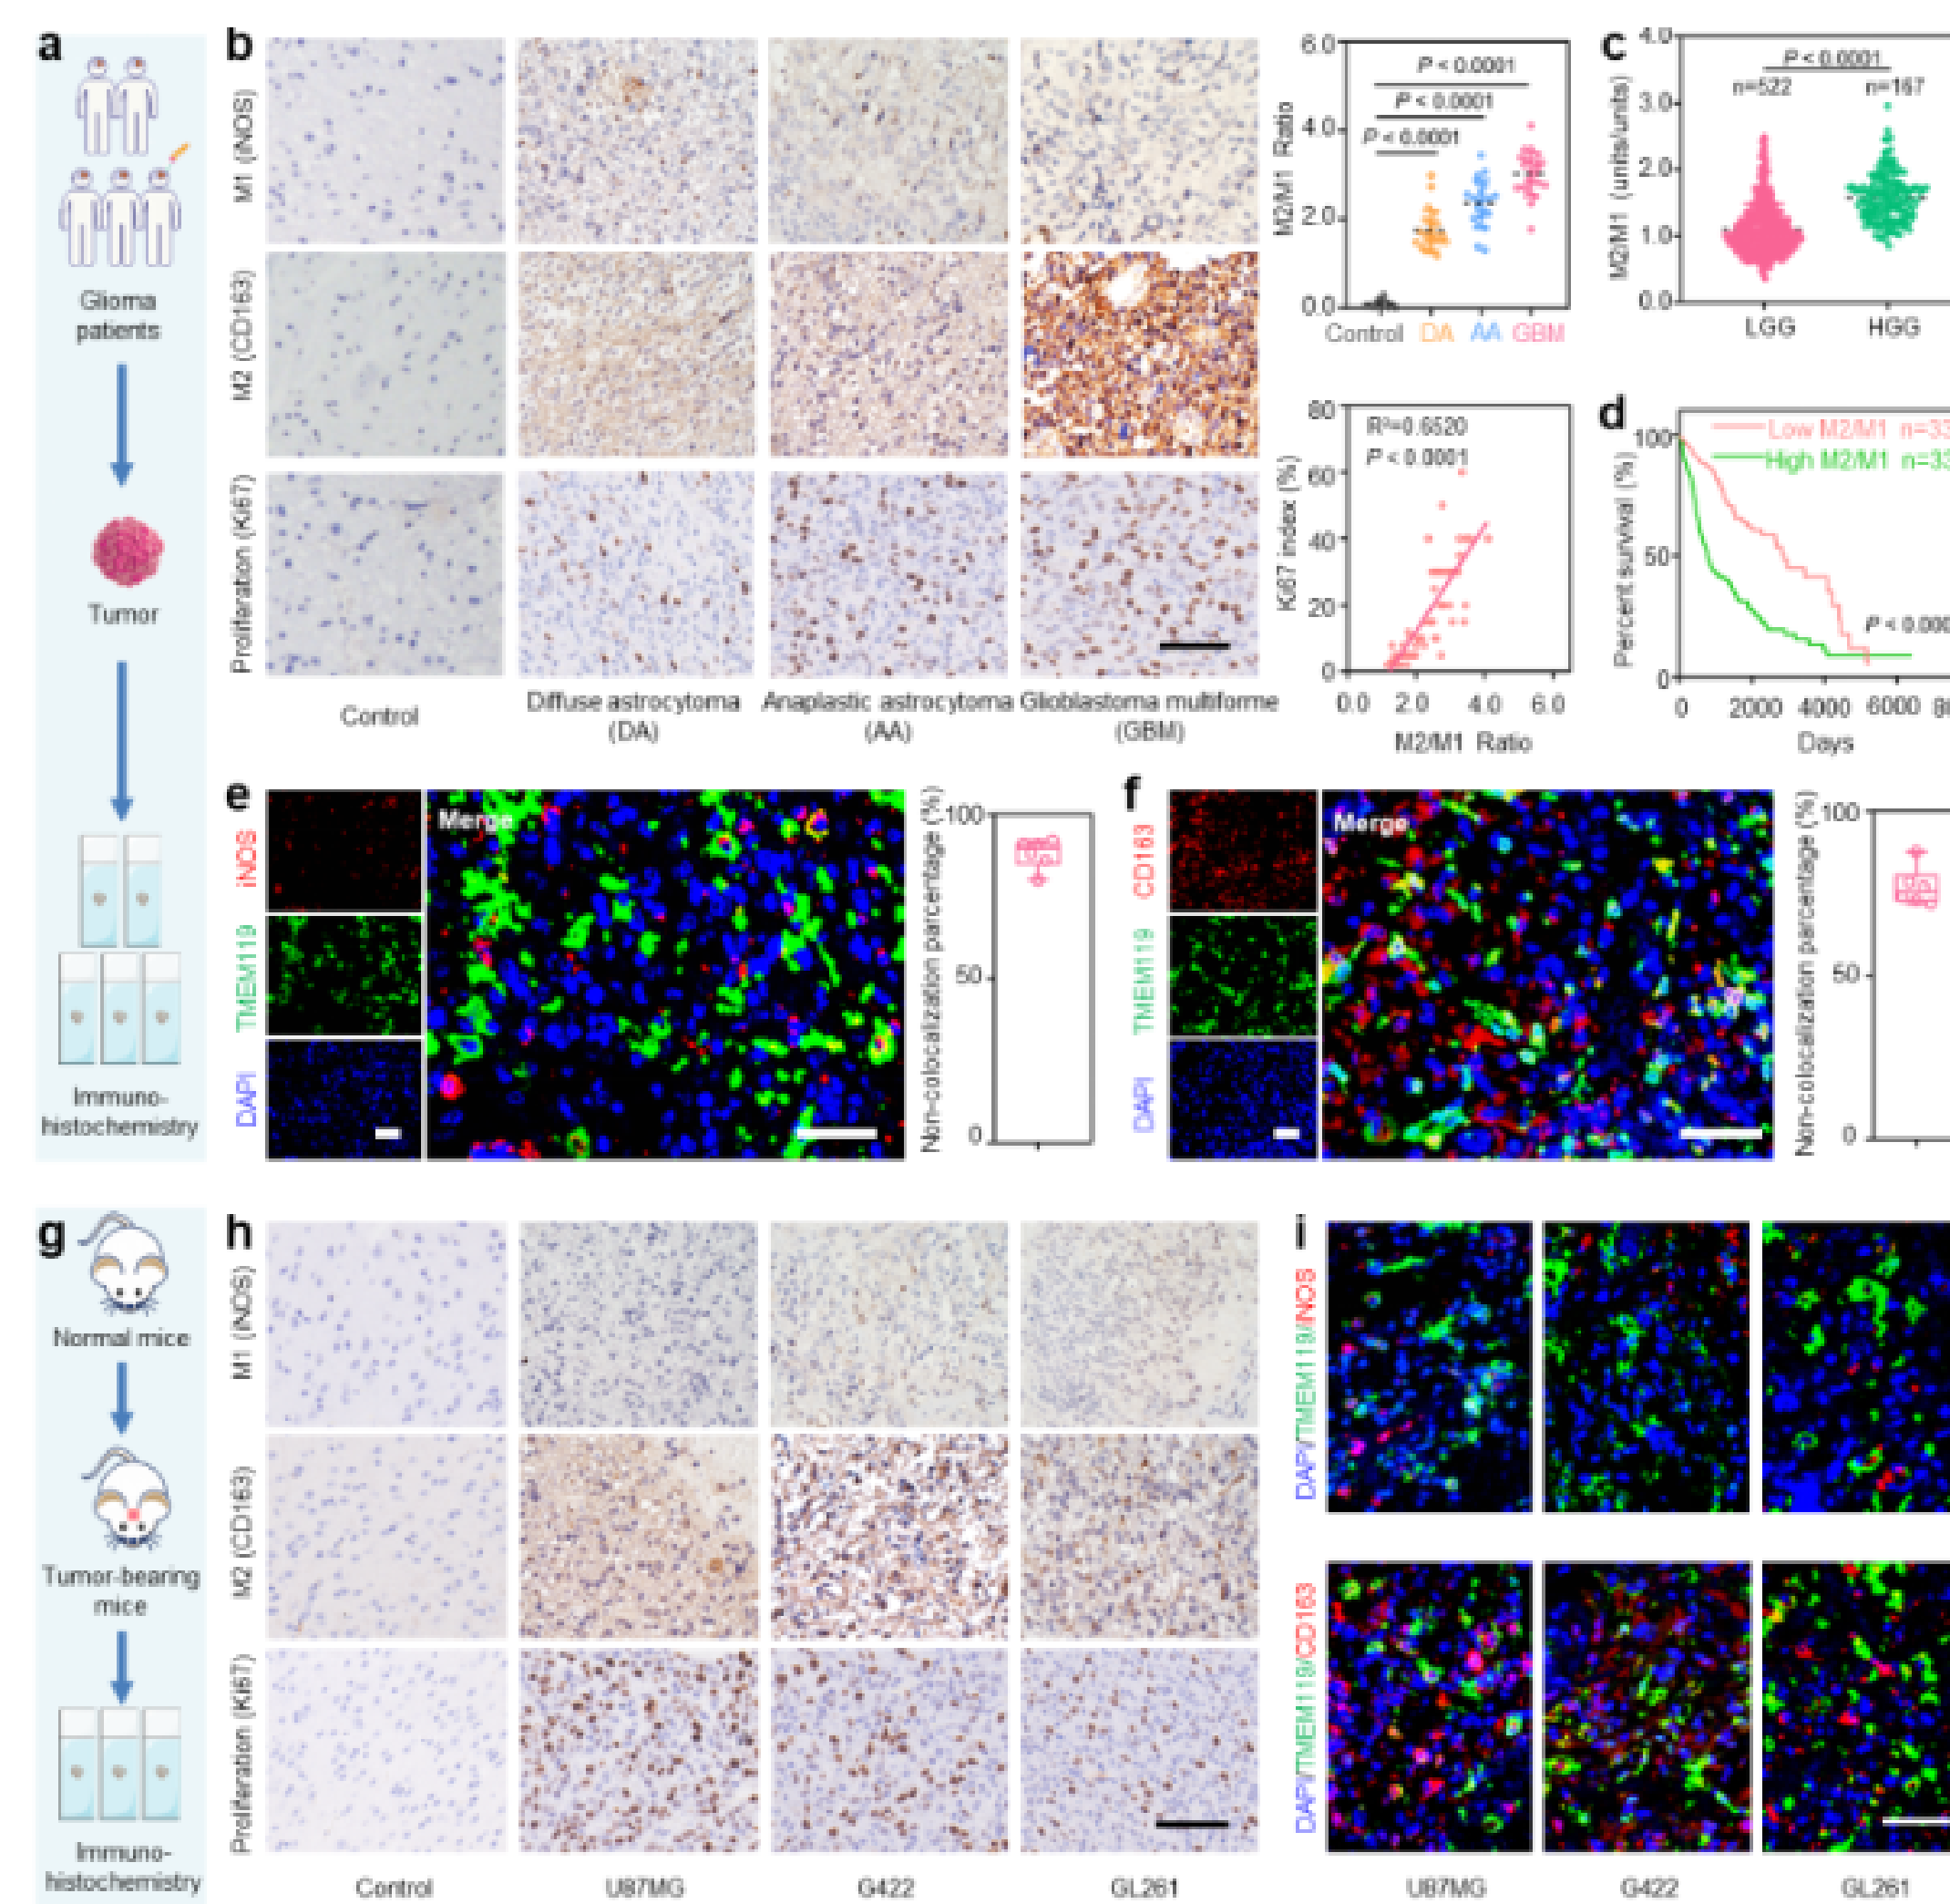 a
Glioma
patients
Tumor
Immuno-
histochemistry
b
M1 (iNOS)
M2 (CD163)
Proliferation (Ki67)
Control
Diffuse astrocytoma
(DA)
Anaplastic astrocytoma
(AA)
Glioblastoma multiforme
(GBM)
M2/M1 Ratio
6.0
4.0
2.0
0.0
P < 0.0001
P < 0.0001
P < 0.0001
Control DA AA GBM
Ki67 index (%)
80
60
40
20
0
R²=0.6520
P < 0.0001
0.0 2.0 4.0 6.0
M2/M1 Ratio
c
M2/M1 (units/units)
4.0
3.0
2.0
1.0
0.0
P < 0.0001
n=522 n=167
LGG HGG
d
Percent survival (%)
100
50
0
Low M2/M1 n=33
High M2/M1 n=33
P < 0.000
0 2000 4000 6000
Days
e
iNOS
TMEM119
DAPI
Merge
Non-colocalization parcentage (%)
100
50
0
f
CD163
TMEM119
DAPI
Merge
Non-colocalization parcentage (%)
100
50
0
g
Normal mice
Tumor-bearing
mice
Immuno-
histochemistry
h
M1 (iNOS)
M2 (CD163)
Proliferation (Ki67)
Control
U87MG
G422
GL261
i
DAPI/TMEM119/iNOS
DAPI/TMEM119/CD163
U87MG
G422
GL261